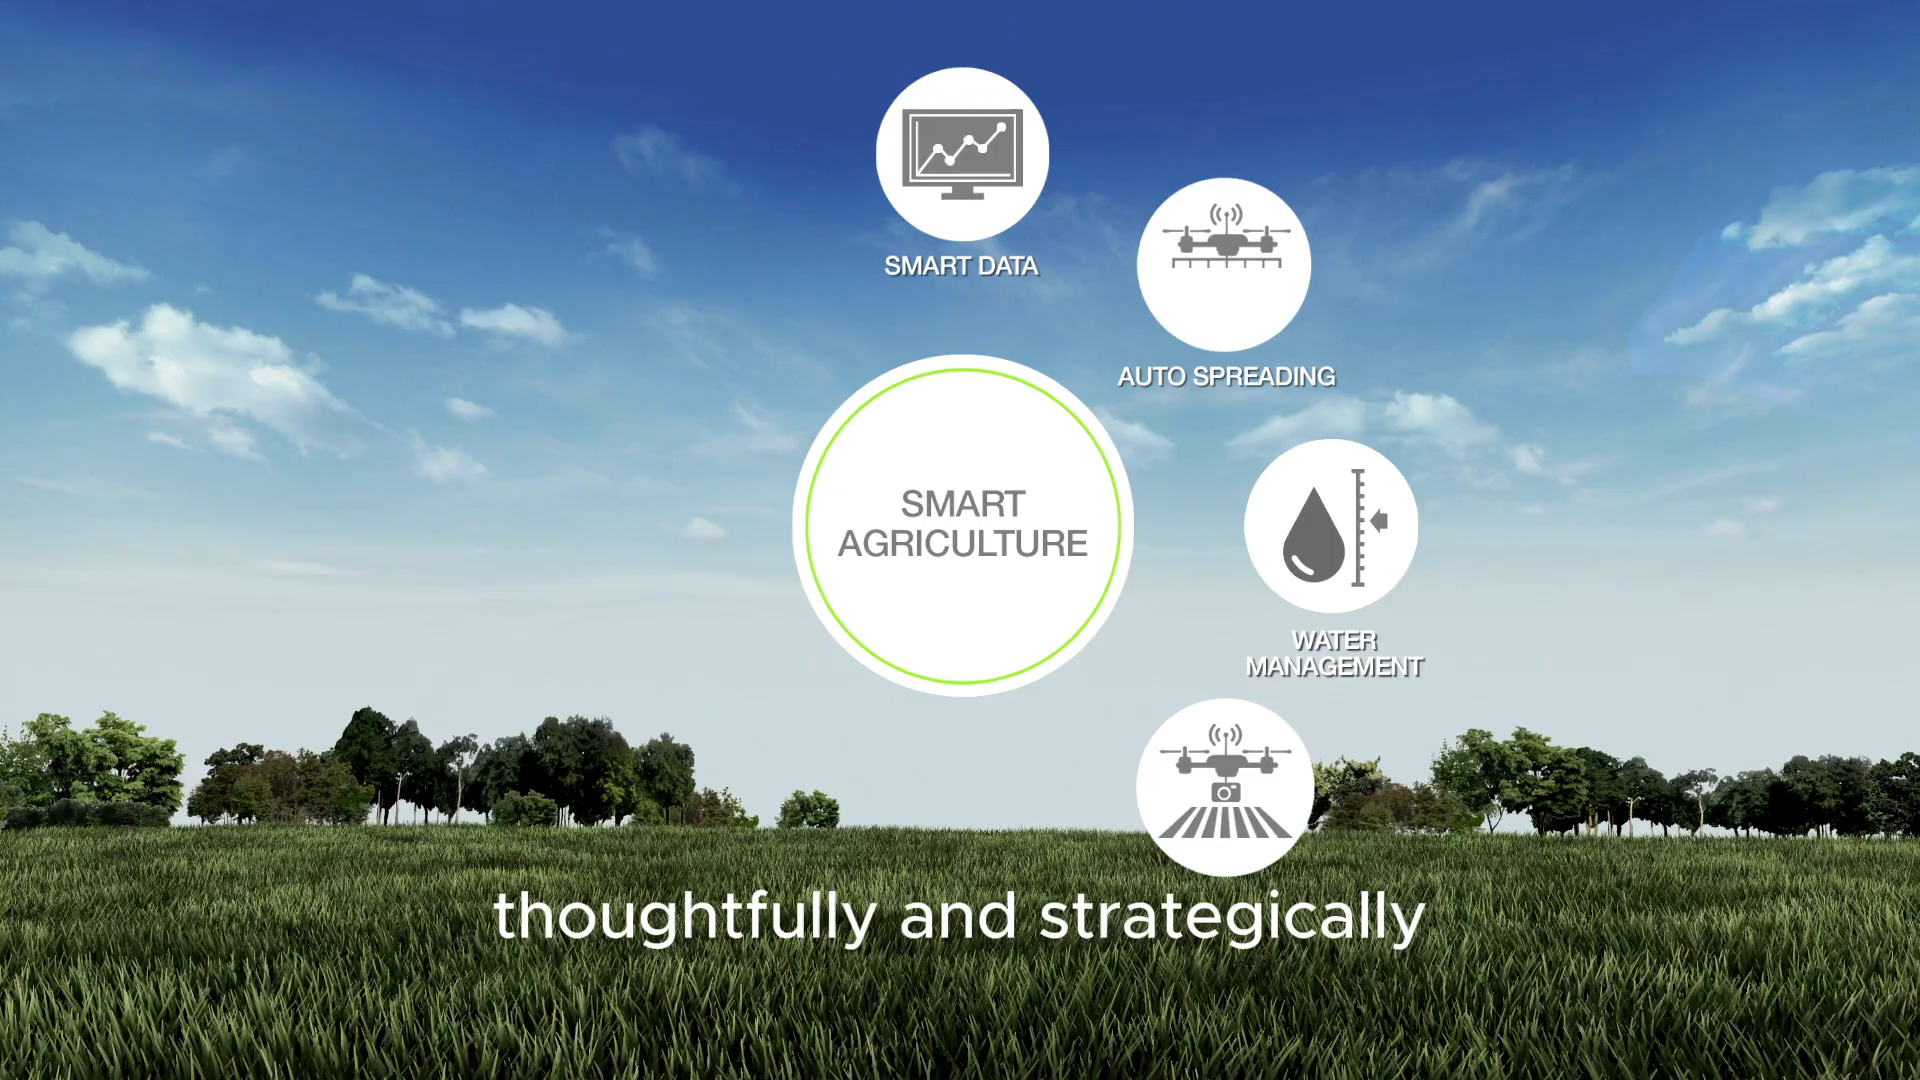 SMART DATA
AUTO SPREADING
SMART
AGRICULTURE
WATER
MANAGEMENT
thoughtfully and strategically